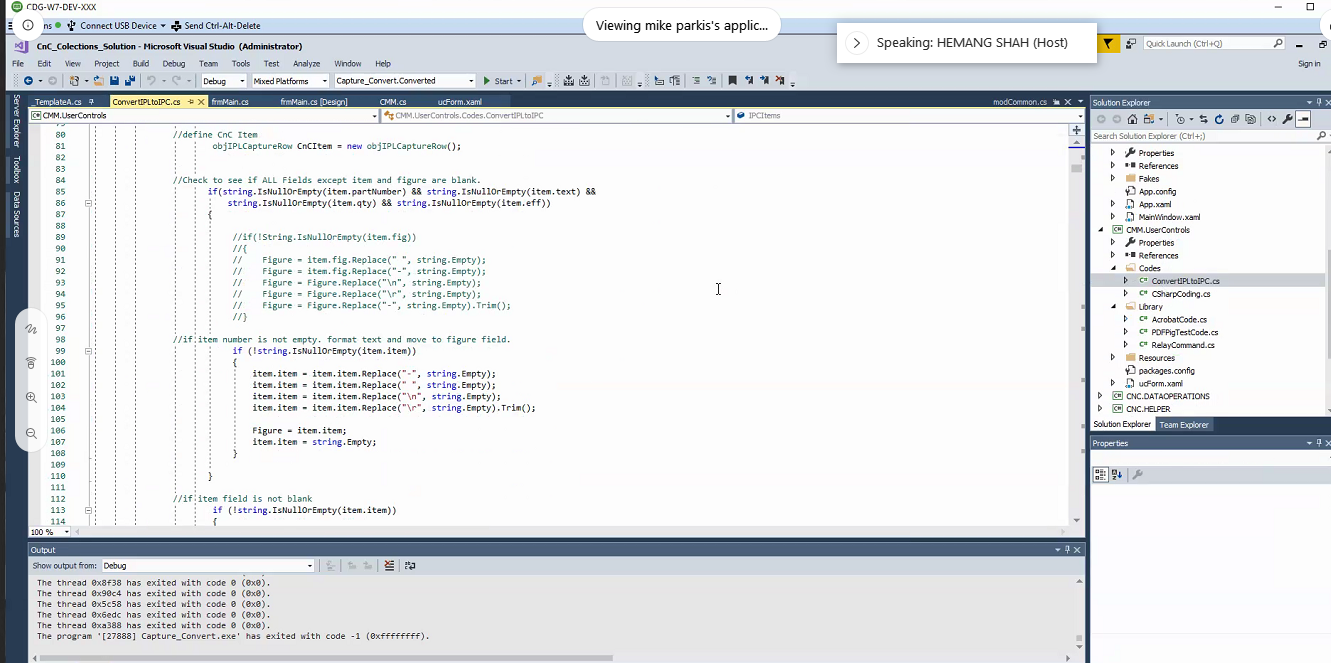 CDG-W7-DEV-XXX
ns Connect USB Device Send Ctrl-Alt-Delete
Viewing mike parkis's applic...
Speaking: HEMANG SHAH (Host)
CnC_Colections_Solution - Microsoft Visual Studio (Administrator)
Quick Launch (Ctrl+Q)
File Edit View Project Build Debug Team Tools Test Analyze Window Help
Sign in
Debug Mixed Platforms Capture_Convert.Converted Start
_TemplateA.cs ConvertIPLtoIPC.cs frmMain.cs frmMain.cs [Design] CMM.cs ucForm.xaml modCommon.cs
CMM.UserControls CMM.UserControls.Codes.ConvertIPLtoIPC IPCItems
Server Explorer
Toolbox
Data Sources
80 //define CnC Item
81 objIPLCaptureRow CnCItem = new objIPLCaptureRow();
82
83
84 //Check to see if ALL Fields except item and figure are blank.
85 if(string.IsNullOrEmpty(item.partNumber) && string.IsNullOrEmpty(item.text) &&
86 string.IsNullOrEmpty(item.qty) && string.IsNullOrEmpty(item.eff))
87 {
88
89 //if(!String.IsNullOrEmpty(item.fig))
90 //{
91 // Figure = item.fig.Replace(" ", string.Empty);
92 // Figure = item.fig.Replace("-", string.Empty);
93 // Figure = Figure.Replace("\n", string.Empty);
94 // Figure = Figure.Replace("\r", string.Empty);
95 // Figure = Figure.Replace("-", string.Empty).Trim();
96 //}
97
98 //if item number is not empty. format text and move to figure field.
99 if (!string.IsNullOrEmpty(item.item))
100 {
101 item.item = item.item.Replace("-", string.Empty);
102 item.item = item.item.Replace(" ", string.Empty);
103 item.item = item.item.Replace("\n", string.Empty);
104 item.item = item.item.Replace("\r", string.Empty).Trim();
105
106 Figure = item.item;
107 item.item = string.Empty;
108 }
109
110 }
111
112 //if item field is not blank
113 if (!string.IsNullOrEmpty(item.item))
114 {
100 %
Output
Show output from: Debug
The thread 0x8f38 has exited with code 0 (0x0).
The thread 0x90c4 has exited with code 0 (0x0).
The thread 0x5c58 has exited with code 0 (0x0).
The thread 0x6edc has exited with code 0 (0x0).
The thread 0xa388 has exited with code 0 (0x0).
The program '[27888] Capture_Convert.exe' has exited with code -1 (0xffffffff).
Solution Explorer
Search Solution Explorer (Ctrl+;)
Properties
References
Fakes
App.config
App.xaml
MainWindow.xaml
CMM.UserControls
Properties
References
Codes
ConvertIPLtoIPC.cs
CSharpCoding.cs
Library
AcrobatCode.cs
PDFPigTestCode.cs
RelayCommand.cs
Resources
packages.config
ucForm.xaml
CNC.DATAOPERATIONS
CNC.HELPER
Solution Explorer Team Explorer
Properties